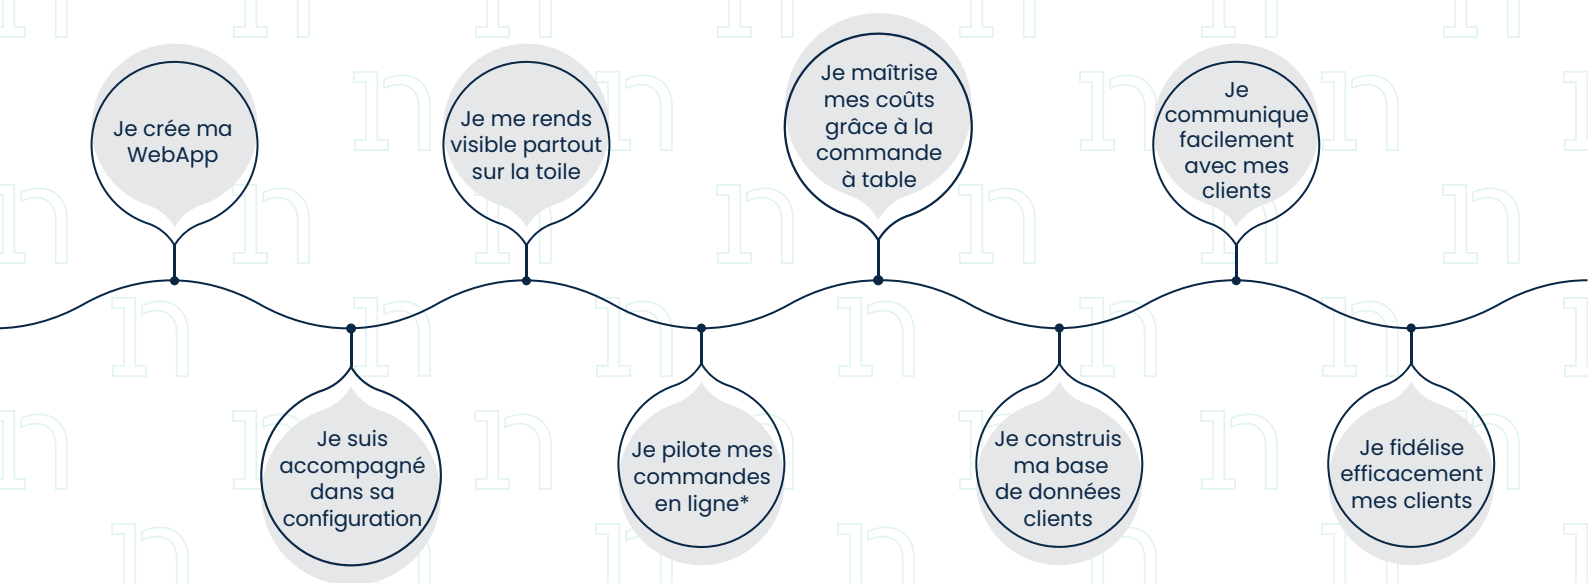 Je crée ma
WebApp
Je suis
accompagné
dans sa
configuration
Je me rends
visible partout
sur la toile
Je pilote mes
commandes
en ligne*
Je maîtrise
mes coûts
grâce à la
commande
à table
Je construis
ma base
de données
clients
Je
communique
facilement
avec mes
clients
Je fidélise
efficacement
mes clients